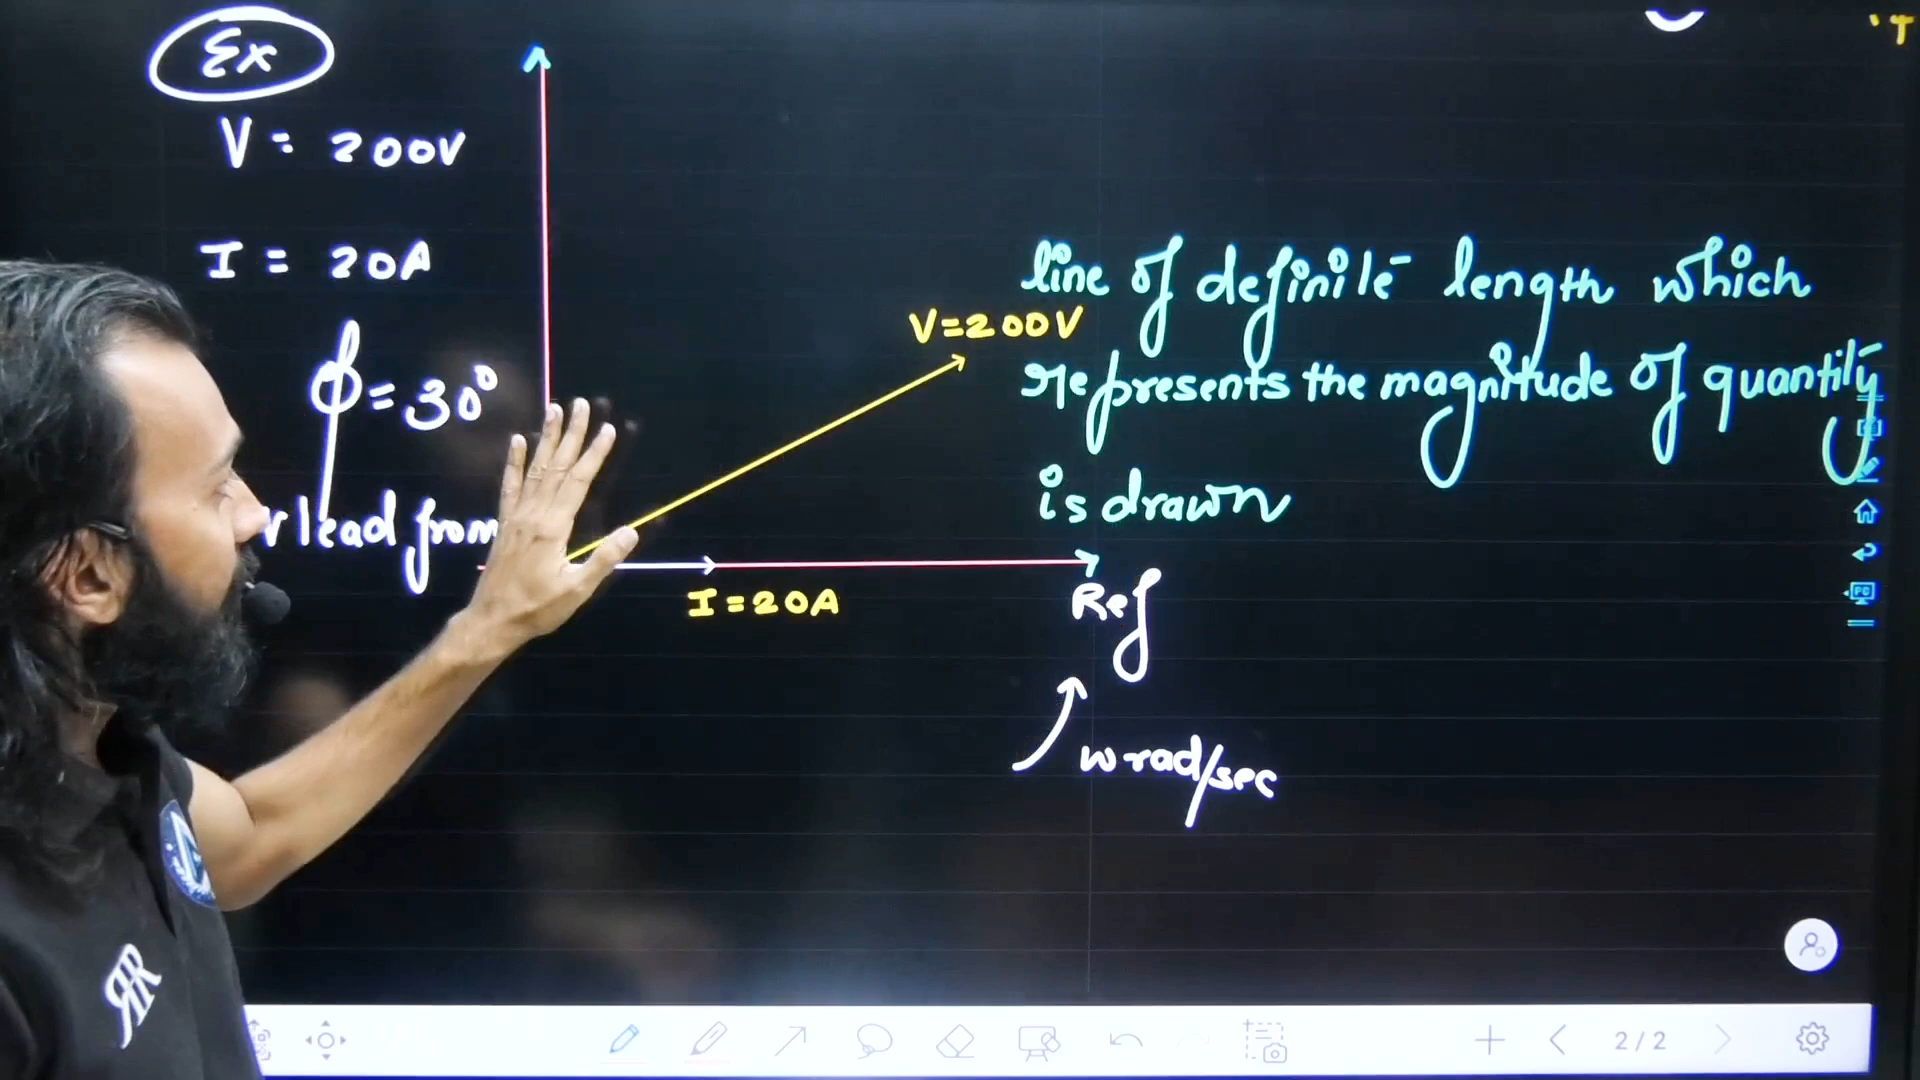 Ex
V = 200V
I = 20A
ϕ = 30°
lead from
V=200V
I=20A
line of definite length which
represents the magnitude of quantity
is drawn
Ref
w rad/sec
RR
2/2